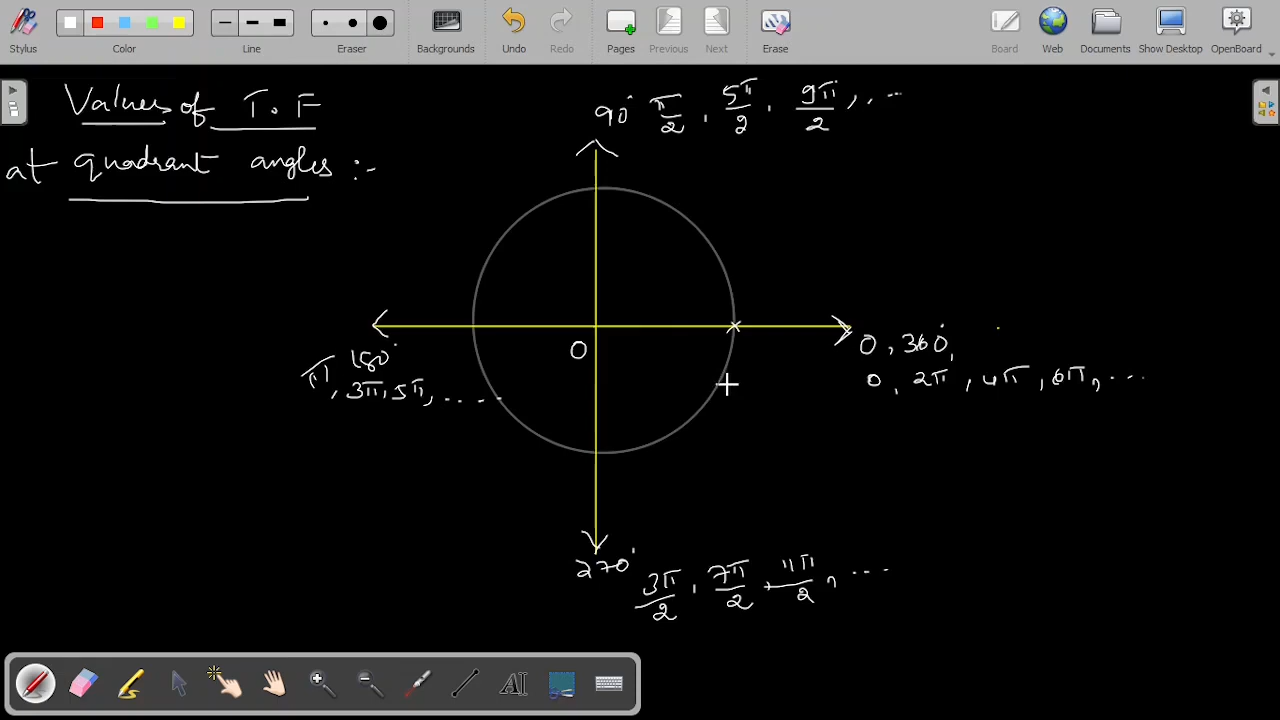 Stylus Color Line Eraser Backgrounds Undo Redo Pages Previous Next Erase Board Web Documents Show Desktop OpenBoard
Values of T.F
at quadrant angles :-
90° π/2, 5π/2, 9π/2, ...
0, 360°,
0, 2π, 4π, 6π, ...
O
180°
π, 3π, 5π, .....
270°
3π/2, 7π/2, 11π/2, ...
AI